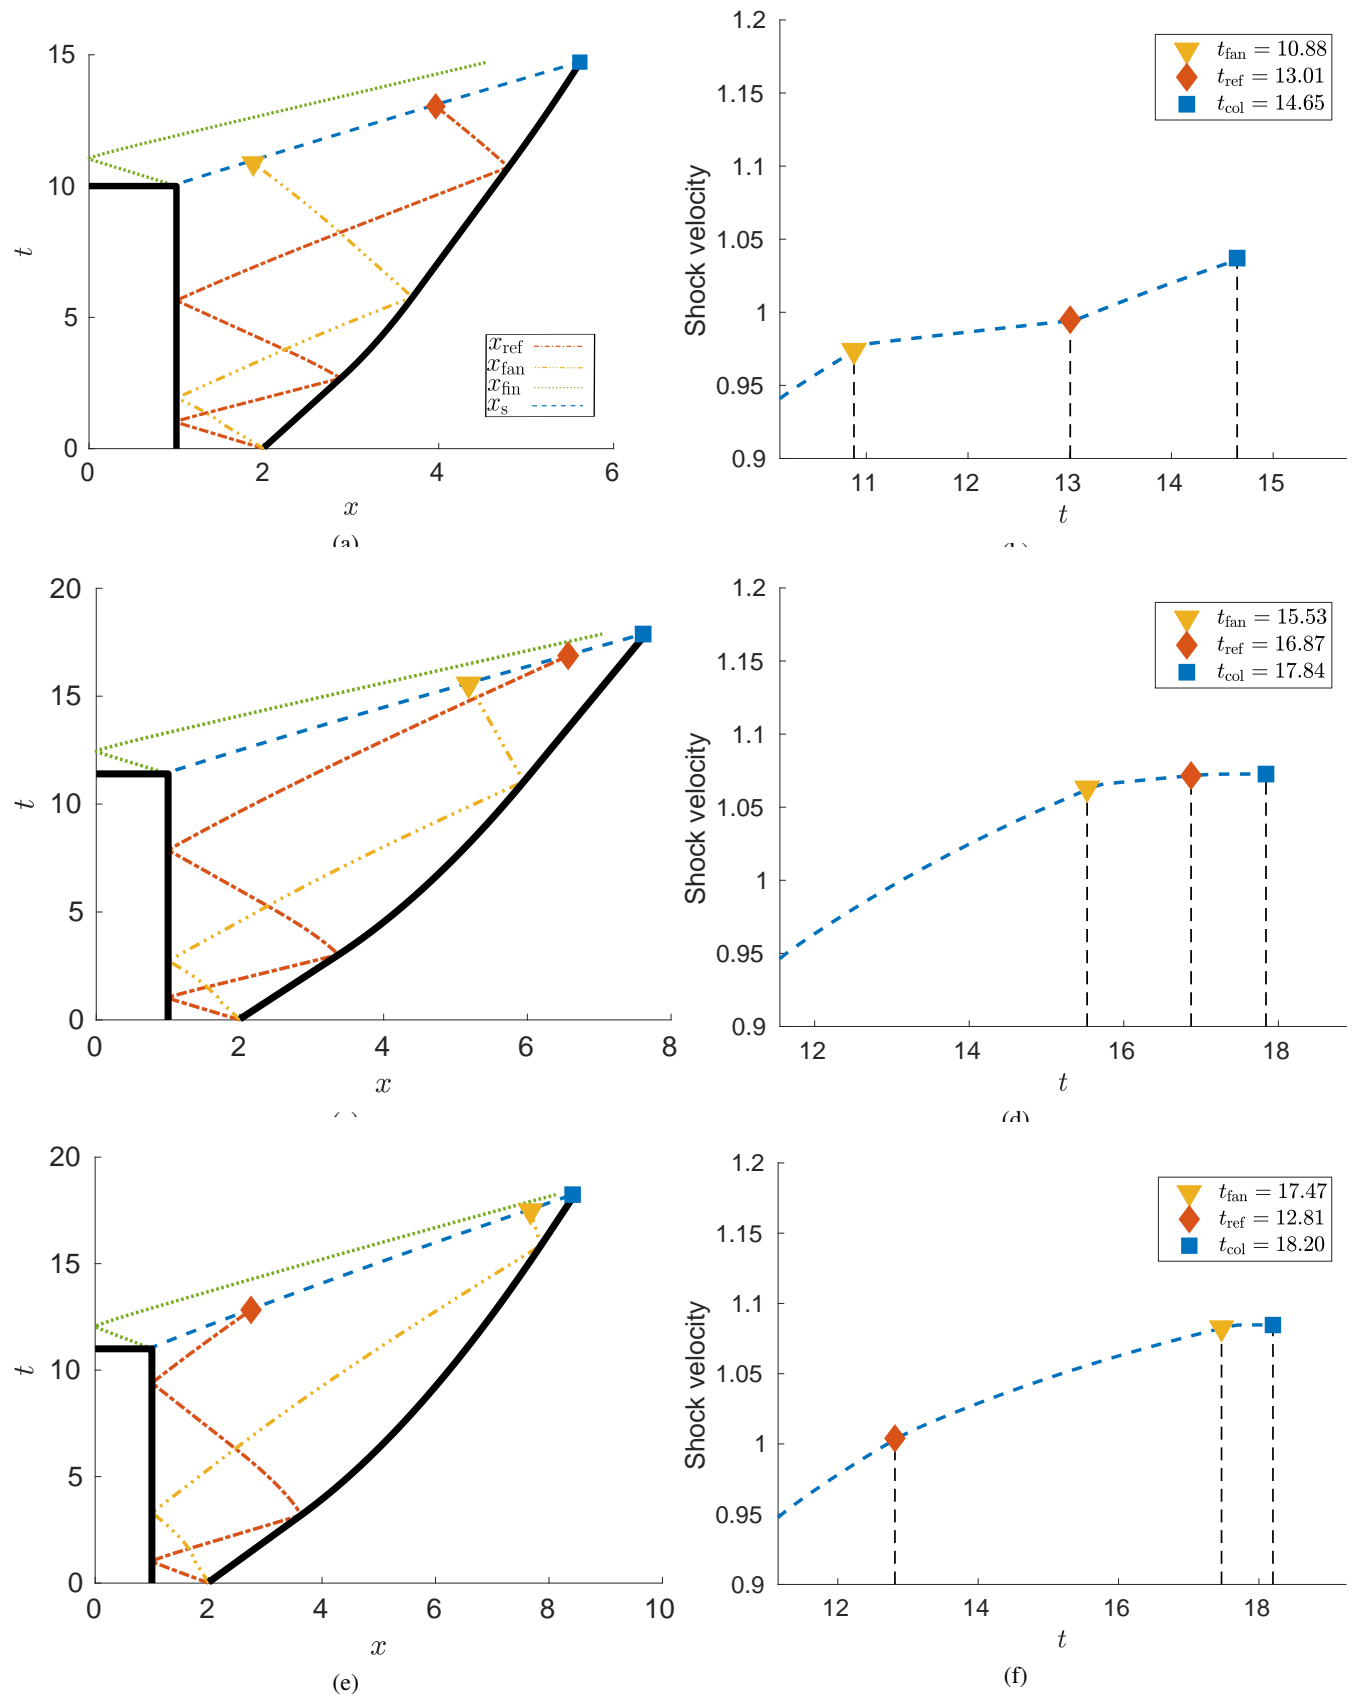 15
10
5
0
t
0
2
4
6
x
x_ref
x_fan
x_fin
x_s
(a)
1.2
1.15
1.1
1.05
1
0.95
0.9
Shock velocity
11
12
13
14
15
t
t_fan = 10.88
t_ref = 13.01
t_col = 14.65
20
15
10
5
0
t
0
2
4
6
8
x
1.2
1.15
1.1
1.05
1
0.95
0.9
Shock velocity
12
14
16
18
t
t_fan = 15.53
t_ref = 16.87
t_col = 17.84
(d)
20
15
10
5
0
t
0
2
4
6
8
10
x
(e)
1.2
1.15
1.1
1.05
1
0.95
0.9
Shock velocity
12
14
16
18
t
t_fan = 17.47
t_ref = 12.81
t_col = 18.20
(f)